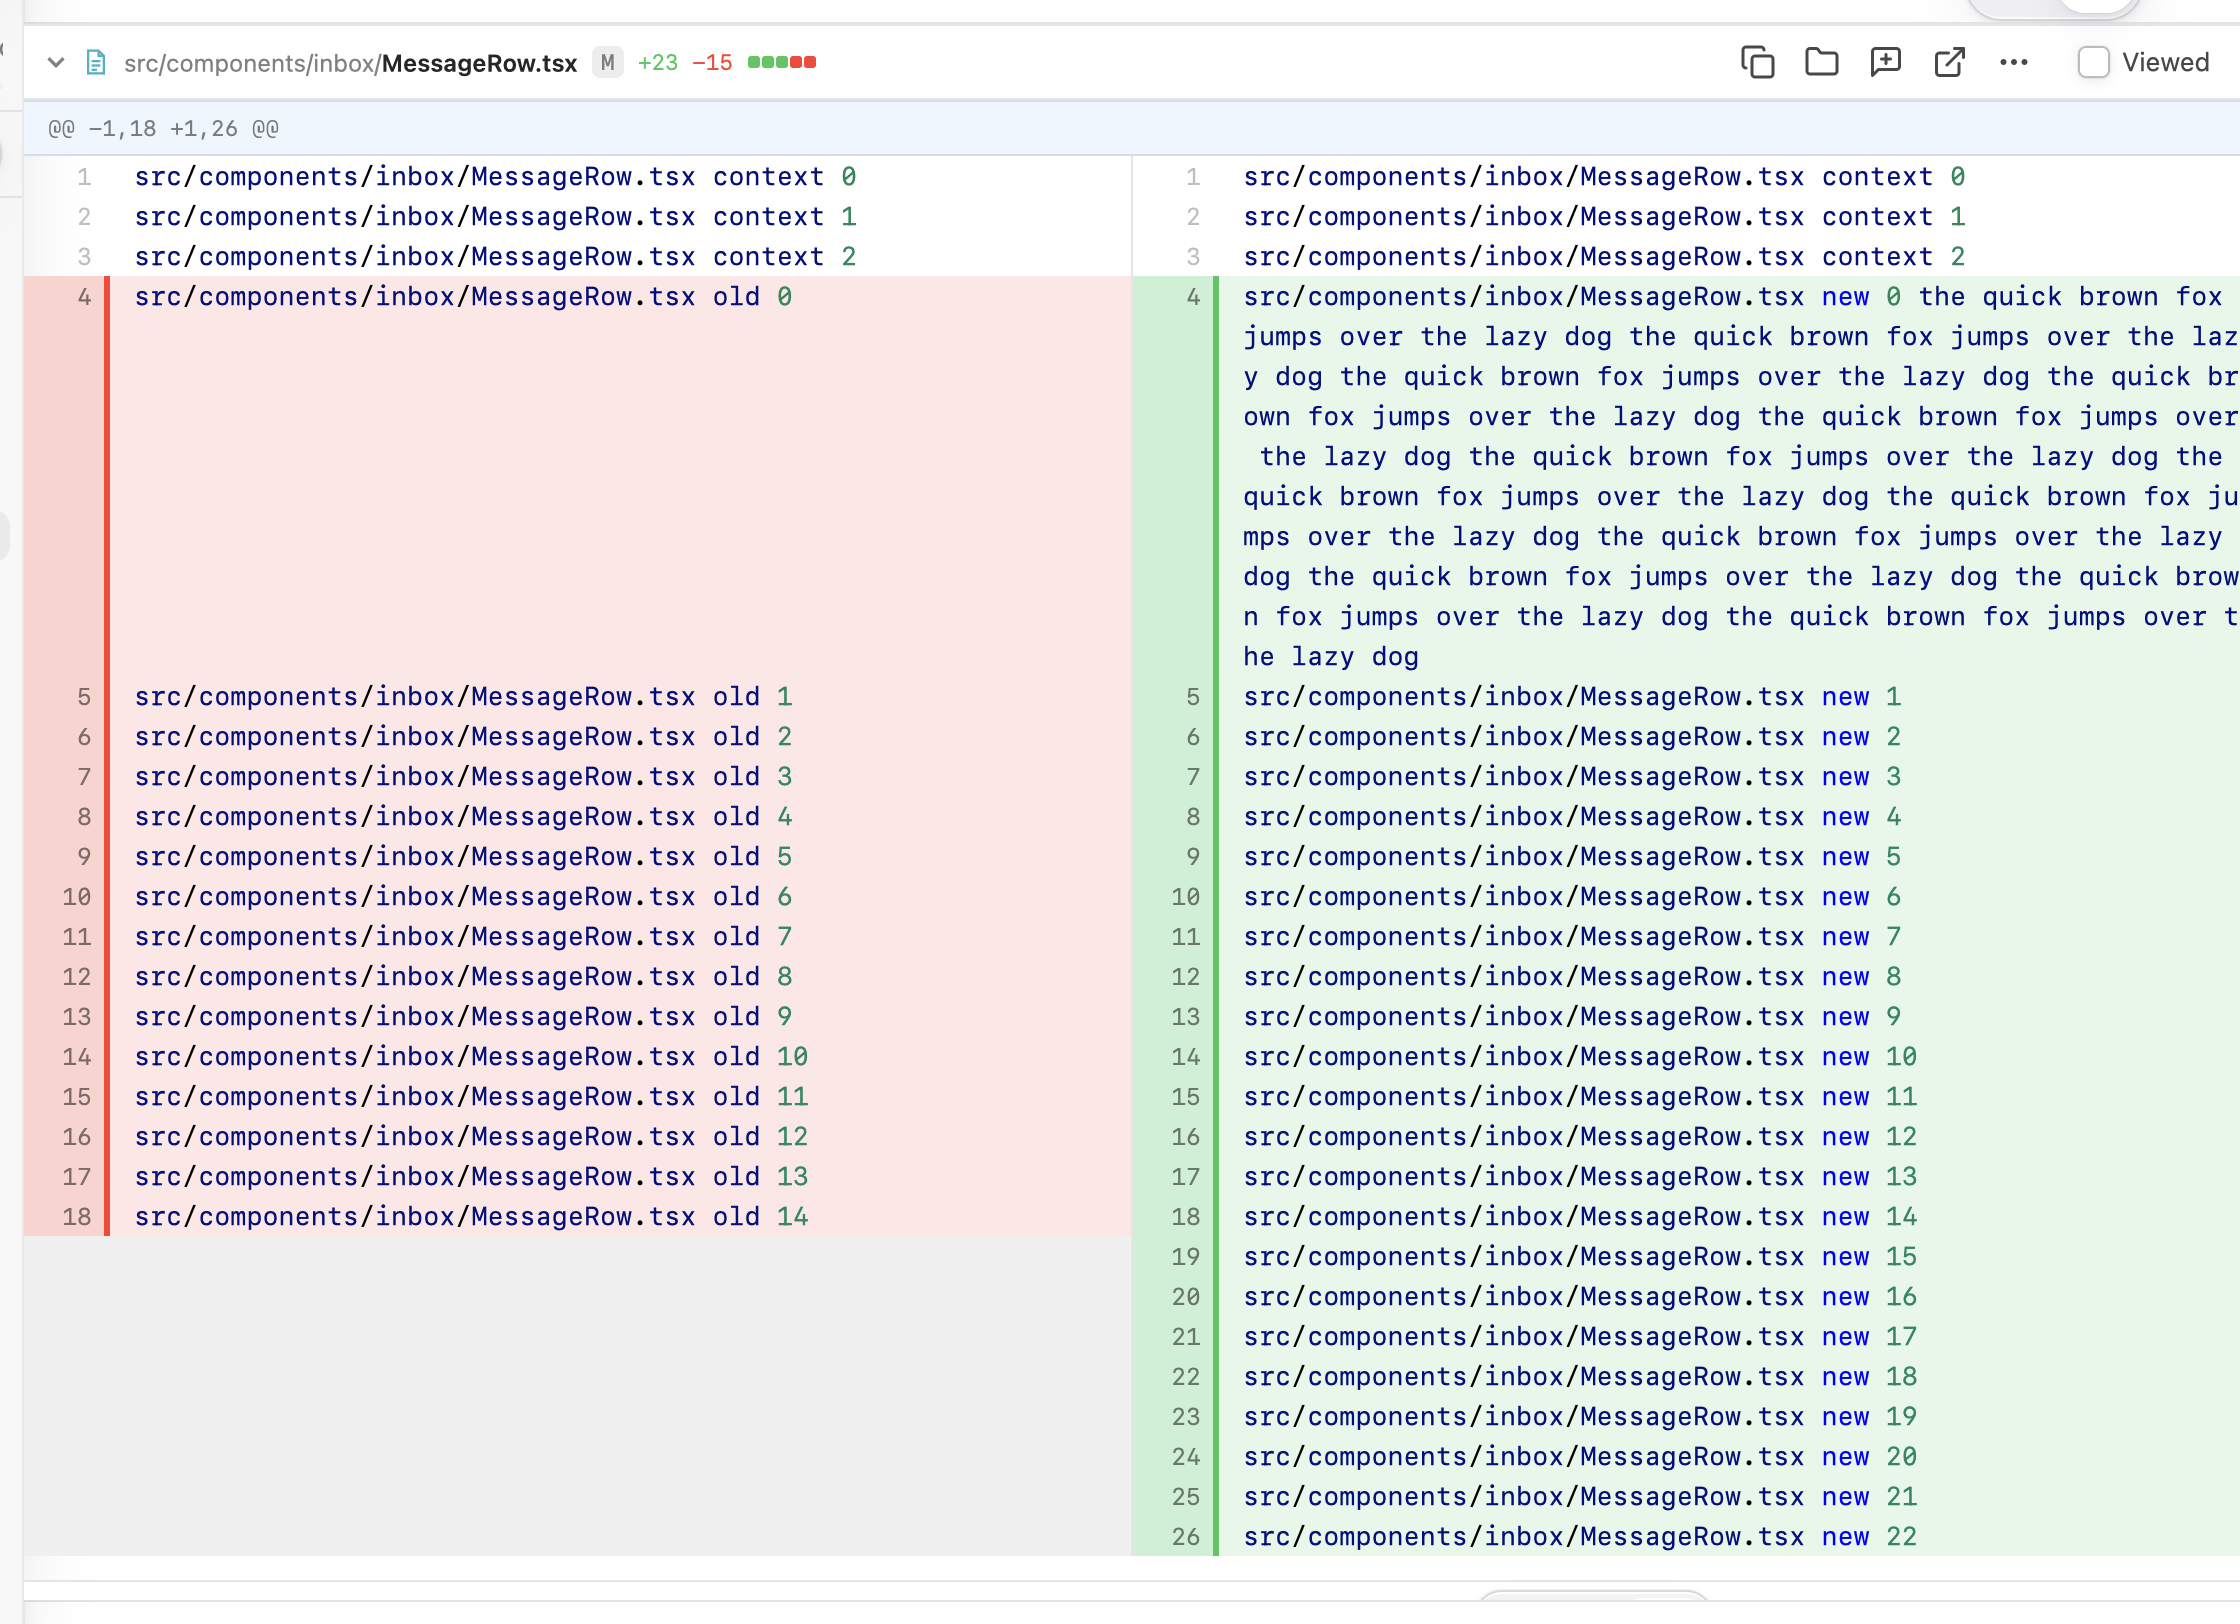 src/components/inbox/MessageRow.tsx M +23 −15 Viewed
@@ −1,18 +1,26 @@
1 src/components/inbox/MessageRow.tsx context 0
2 src/components/inbox/MessageRow.tsx context 1
3 src/components/inbox/MessageRow.tsx context 2
4 src/components/inbox/MessageRow.tsx old 0
5 src/components/inbox/MessageRow.tsx old 1
6 src/components/inbox/MessageRow.tsx old 2
7 src/components/inbox/MessageRow.tsx old 3
8 src/components/inbox/MessageRow.tsx old 4
9 src/components/inbox/MessageRow.tsx old 5
10 src/components/inbox/MessageRow.tsx old 6
11 src/components/inbox/MessageRow.tsx old 7
12 src/components/inbox/MessageRow.tsx old 8
13 src/components/inbox/MessageRow.tsx old 9
14 src/components/inbox/MessageRow.tsx old 10
15 src/components/inbox/MessageRow.tsx old 11
16 src/components/inbox/MessageRow.tsx old 12
17 src/components/inbox/MessageRow.tsx old 13
18 src/components/inbox/MessageRow.tsx old 14
1 src/components/inbox/MessageRow.tsx context 0
2 src/components/inbox/MessageRow.tsx context 1
3 src/components/inbox/MessageRow.tsx context 2
4 src/components/inbox/MessageRow.tsx new 0 the quick brown fox
jumps over the lazy dog the quick brown fox jumps over the laz
y dog the quick brown fox jumps over the lazy dog the quick br
own fox jumps over the lazy dog the quick brown fox jumps over
the lazy dog the quick brown fox jumps over the lazy dog the
quick brown fox jumps over the lazy dog the quick brown fox ju
mps over the lazy dog the quick brown fox jumps over the lazy
dog the quick brown fox jumps over the lazy dog the quick brow
n fox jumps over the lazy dog the quick brown fox jumps over t
he lazy dog
5 src/components/inbox/MessageRow.tsx new 1
6 src/components/inbox/MessageRow.tsx new 2
7 src/components/inbox/MessageRow.tsx new 3
8 src/components/inbox/MessageRow.tsx new 4
9 src/components/inbox/MessageRow.tsx new 5
10 src/components/inbox/MessageRow.tsx new 6
11 src/components/inbox/MessageRow.tsx new 7
12 src/components/inbox/MessageRow.tsx new 8
13 src/components/inbox/MessageRow.tsx new 9
14 src/components/inbox/MessageRow.tsx new 10
15 src/components/inbox/MessageRow.tsx new 11
16 src/components/inbox/MessageRow.tsx new 12
17 src/components/inbox/MessageRow.tsx new 13
18 src/components/inbox/MessageRow.tsx new 14
19 src/components/inbox/MessageRow.tsx new 15
20 src/components/inbox/MessageRow.tsx new 16
21 src/components/inbox/MessageRow.tsx new 17
22 src/components/inbox/MessageRow.tsx new 18
23 src/components/inbox/MessageRow.tsx new 19
24 src/components/inbox/MessageRow.tsx new 20
25 src/components/inbox/MessageRow.tsx new 21
26 src/components/inbox/MessageRow.tsx new 22